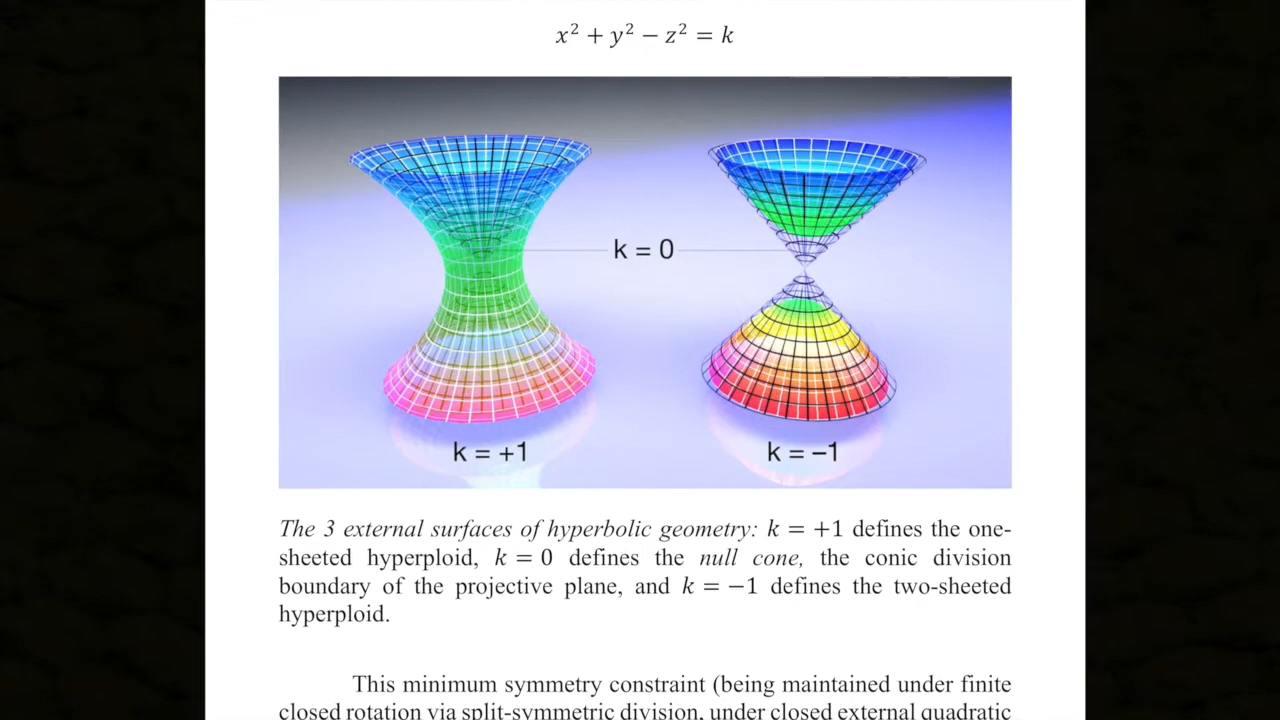 x² + y² − z² = k
k = 0
k = +1
k = −1
The 3 external surfaces of hyperbolic geometry: k = +1 defines the one-
sheeted hyperploid, k = 0 defines the null cone, the conic division
boundary of the projective plane, and k = −1 defines the two-sheeted
hyperploid.
This minimum symmetry constraint (being maintained under finite
closed rotation via split-symmetric division, under closed external quadratic